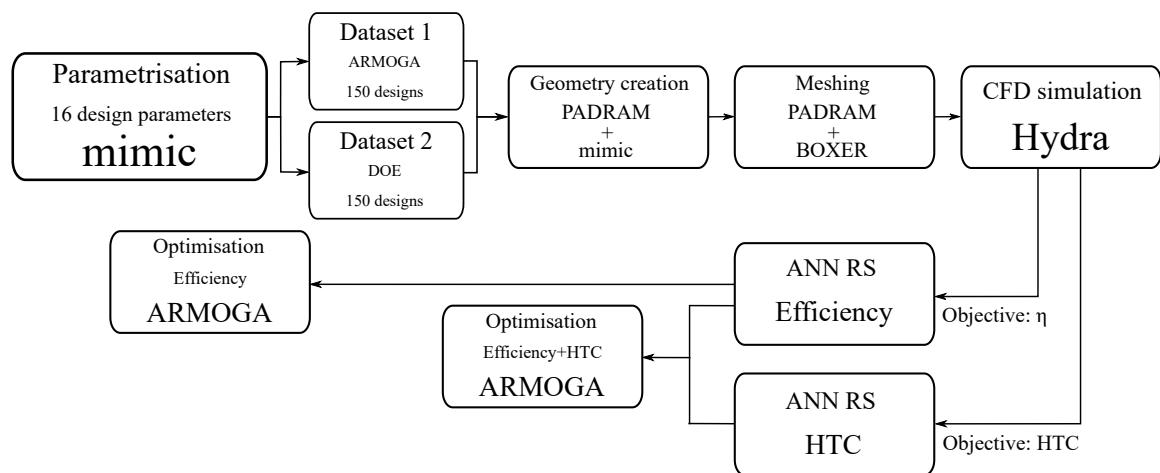 Parametrisation
16 design parameters
mimic
Dataset 1
ARMOGA
150 designs
Dataset 2
DOE
150 designs
Geometry creation
PADRAM
+
mimic
Meshing
PADRAM
+
BOXER
CFD simulation
Hydra
Optimisation
Efficiency
ARMOGA
Optimisation
Efficiency+HTC
ARMOGA
ANN RS
Efficiency
Objective: η
ANN RS
HTC
Objective: HTC